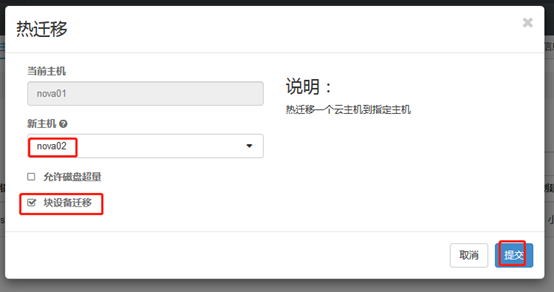 热迁移
当前主机
nova01
新主机
nova02
允许磁盘超量
块设备迁移
说明：
热迁移一个云主机到指定主机
取消
提交